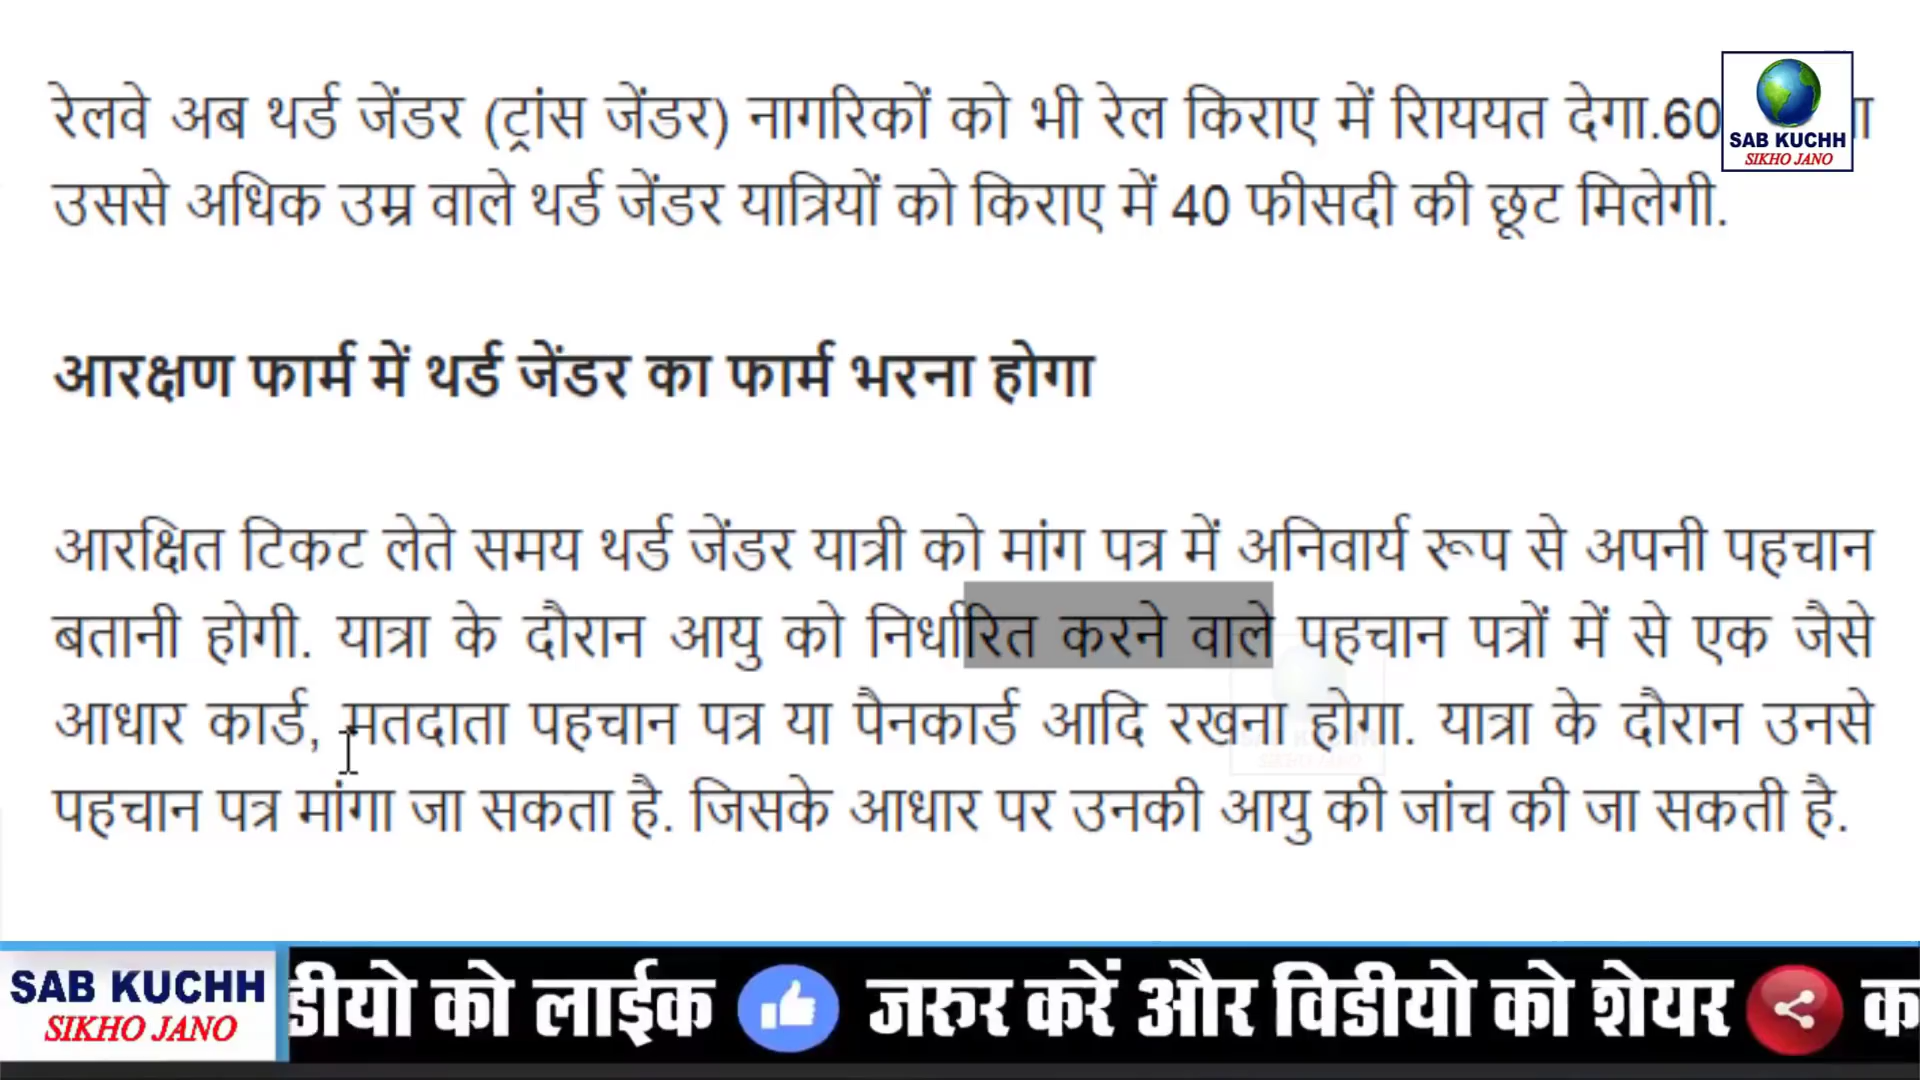 रेलवे अब थर्ड जेंडर (ट्रांस जेंडर) नागरिकों को भी रेल किराए में रिाययत देगा.60
SAB KUCHH
SIKHO JANO
उससे अधिक उम्र वाले थर्ड जेंडर यात्रियों को किराए में 40 फीसदी की छूट मिलेगी.
आरक्षण फार्म में थर्ड जेंडर का फार्म भरना होगा
आरक्षित टिकट लेते समय थर्ड जेंडर यात्री को मांग पत्र में अनिवार्य रूप से अपनी पहचान
बतानी होगी. यात्रा के दौरान आयु को निर्धारित करने वाले पहचान पत्रों में से एक जैसे
आधार कार्ड, मतदाता पहचान पत्र या पैनकार्ड आदि रखना होगा. यात्रा के दौरान उनसे
पहचान पत्र मांगा जा सकता है. जिसके आधार पर उनकी आयु की जांच की जा सकती है.
SAB KUCHH
SIKHO JANO
डीयो को लाईक जरुर करें और विडीयो को शेयर क